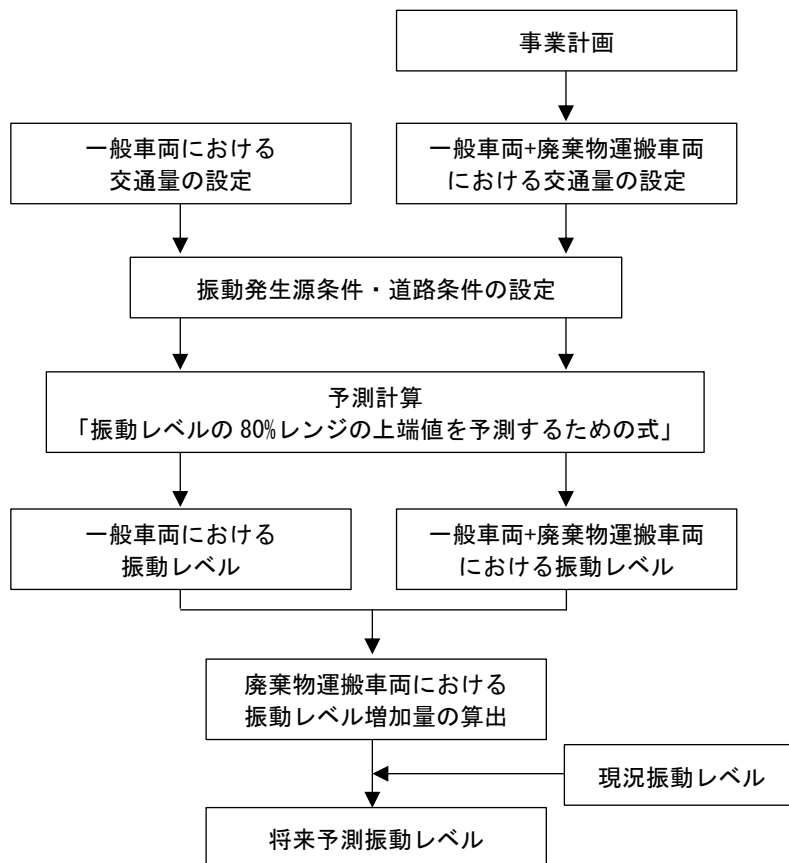 事業計画
一般車両における
交通量の設定
一般車両+廃棄物運搬車両
における交通量の設定
振動発生源条件・道路条件の設定
予測計算
「振動レベルの 80%レンジの上端値を予測するための式」
一般車両における
振動レベル
一般車両+廃棄物運搬車両
における振動レベル
廃棄物運搬車両における
振動レベル増加量の算出
現況振動レベル
将来予測振動レベル